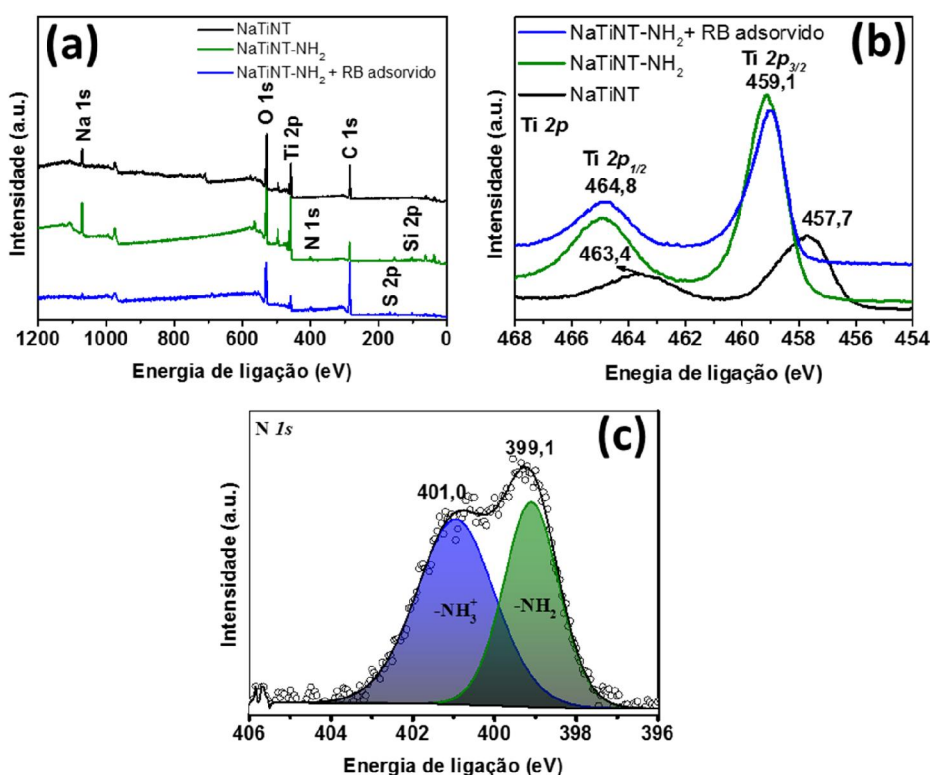 (a)
NaTiNT
NaTiNT-NH₂
NaTiNT-NH₂ + RB adsorvido
Na 1s
O 1s
Ti 2p
C 1s
N 1s
Si 2p
S 2p
Intensidade (a.u.)
1200 1000 800 600 400 200 0
Energia de ligação (eV)
(b)
NaTiNT-NH₂+ RB adsorvido
NaTiNT-NH₂
NaTiNT
Ti 2p
Ti 2p₃/₂
459,1
Ti 2p₁/₂
464,8
463,4
457,7
Intensidade (a.u.)
468 466 464 462 460 458 456 454
Enegia de ligação (eV)
(c)
N 1s
401,0
399,1
-NH₃⁺
-NH₂
Intensidade (a.u.)
406 404 402 400 398 396
Energia de ligação (eV)